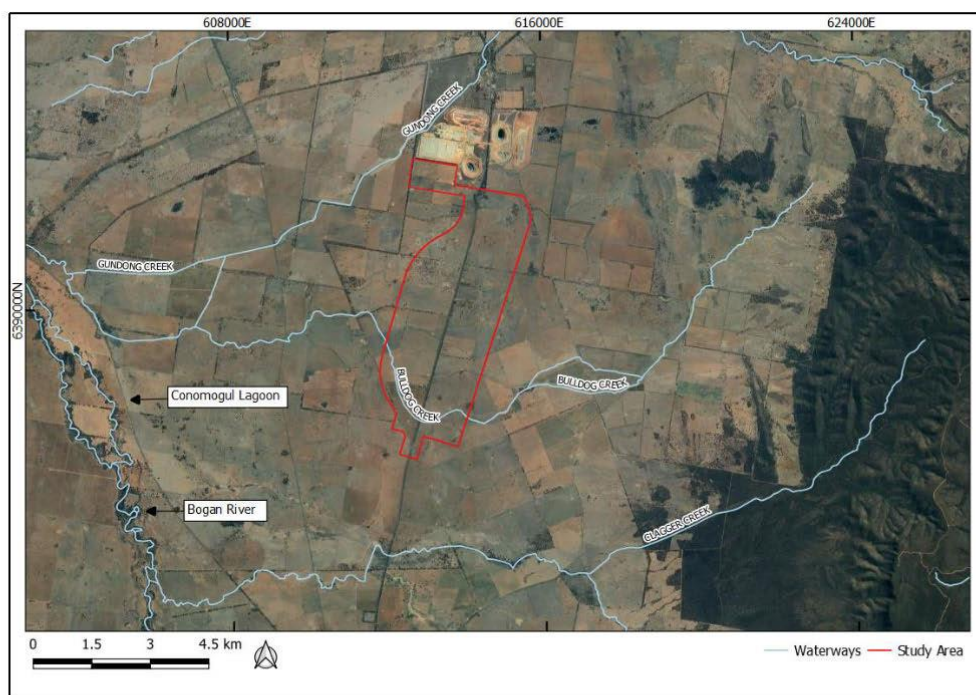 608000E
616000E
624000E
GUNDONG CREEK
GUNDONG CREEK
6390000N
BULLDOG CREEK
BULLDOG CREEK
Conomogul Lagoon
Bogan River
CLAGGER CREEK
0 1.5 3 4.5 km
Waterways
Study Area